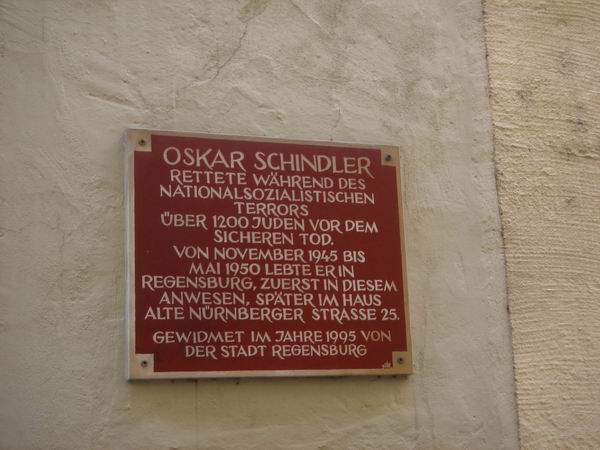 OSKAR SCHINDLER
RETTETE WÄHREND DES
NATIONALSOZIALISTISCHEN
TERRORS
ÜBER 1200 JUDEN VOR DEM
SICHEREN TOD.
VON NOVEMBER 1945 BIS
MAI 1950 LEBTE ER IN
REGENSBURG, ZUERST IN DIESEM
ANWESEN, SPÄTER IM HAUS
ALTE NÜRNBERGER STRASSE 25.
GEWIDMET IM JAHRE 1995 VON
DER STADT REGENSBURG